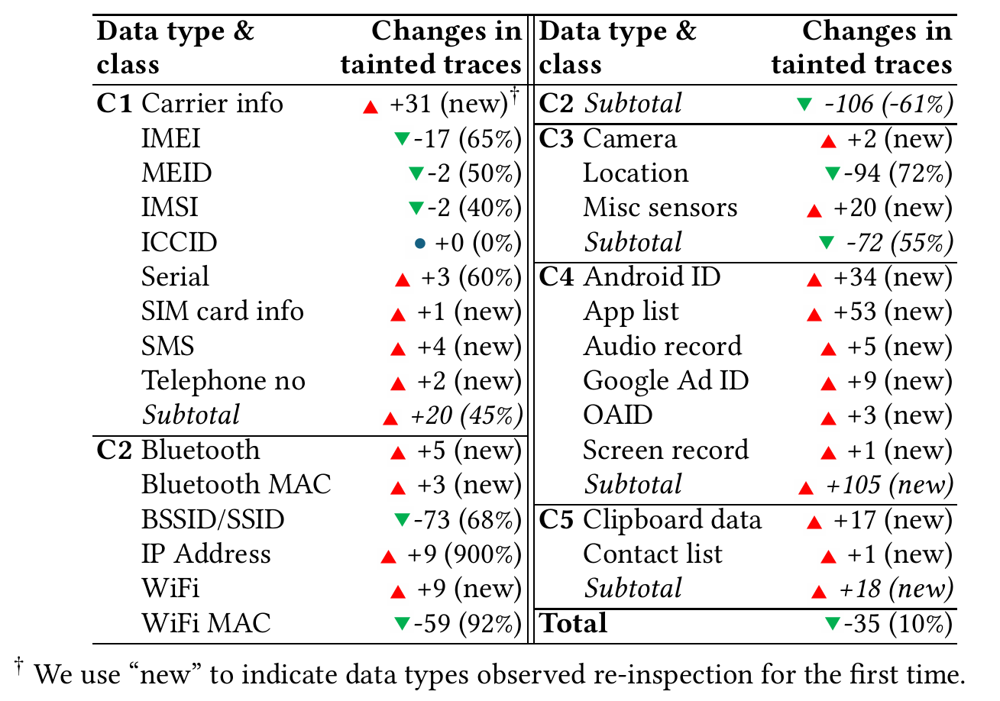 Data type & class Changes in tainted traces
C1 Carrier info ▲ +31 (new)†
IMEI ▼-17 (65%)
MEID ▼-2 (50%)
IMSI ▼-2 (40%)
ICCID ● +0 (0%)
Serial ▲ +3 (60%)
SIM card info ▲ +1 (new)
SMS ▲ +4 (new)
Telephone no ▲ +2 (new)
Subtotal ▲ +20 (45%)
C2 Bluetooth ▲ +5 (new)
Bluetooth MAC ▲ +3 (new)
BSSID/SSID ▼-73 (68%)
IP Address ▲ +9 (900%)
WiFi ▲ +9 (new)
WiFi MAC ▼-59 (92%)
Data type & class Changes in tainted traces
C2 Subtotal ▼ -106 (-61%)
C3 Camera ▲ +2 (new)
Location ▼-94 (72%)
Misc sensors ▲ +20 (new)
Subtotal ▼ -72 (55%)
C4 Android ID ▲ +34 (new)
App list ▲ +53 (new)
Audio record ▲ +5 (new)
Google Ad ID ▲ +9 (new)
OAID ▲ +3 (new)
Screen record ▲ +1 (new)
Subtotal ▲ +105 (new)
C5 Clipboard data ▲ +17 (new)
Contact list ▲ +1 (new)
Subtotal ▲ +18 (new)
Total ▼-35 (10%)
† We use “new” to indicate data types observed re-inspection for the first time.